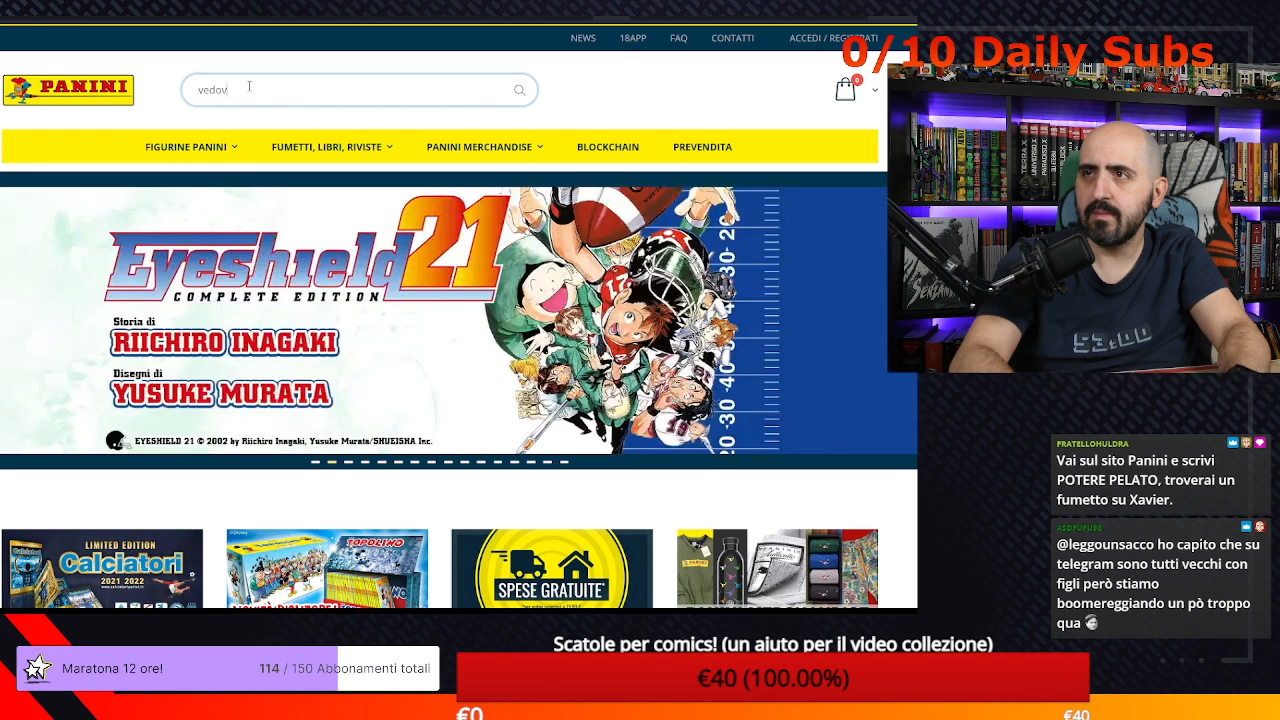 NEWS 18APP FAQ CONTATTI ACCEDI / REGISTRATI
0/10 Daily Subs
PANINI
vedov
0
FIGURINE PANINI FUMETTI, LIBRI, RIVISTE PANINI MERCHANDISE BLOCKCHAIN PREVENDITA
Eyeshield 21
COMPLETE EDITION
Storia di
RIICHIRO INAGAKI
Disegni di
YUSUKE MURATA
EYESHIELD 21 © 2002 by Riichiro Inagaki, Yusuke Murata/SHUEISHA Inc.
FRATELLOHULDRA
Vai sul sito Panini e scrivi
POTERE PELATO, troverai un
fumetto su Xavier.
ASDFUFU98
@leggounsacco ho capito che su
telegram sono tutti vecchi con
figli però stiamo
boomereggiando un pò troppo
qua
LIMITED EDITION
Calciatori
2021 2022
TOPOLINO
SPESE GRATUITE*
Scatole per comics! (un aiuto per il video collezione)
Maratona 12 ore! 114 / 150 Abbonamenti totali
€40 (100.00%)
€0 €40